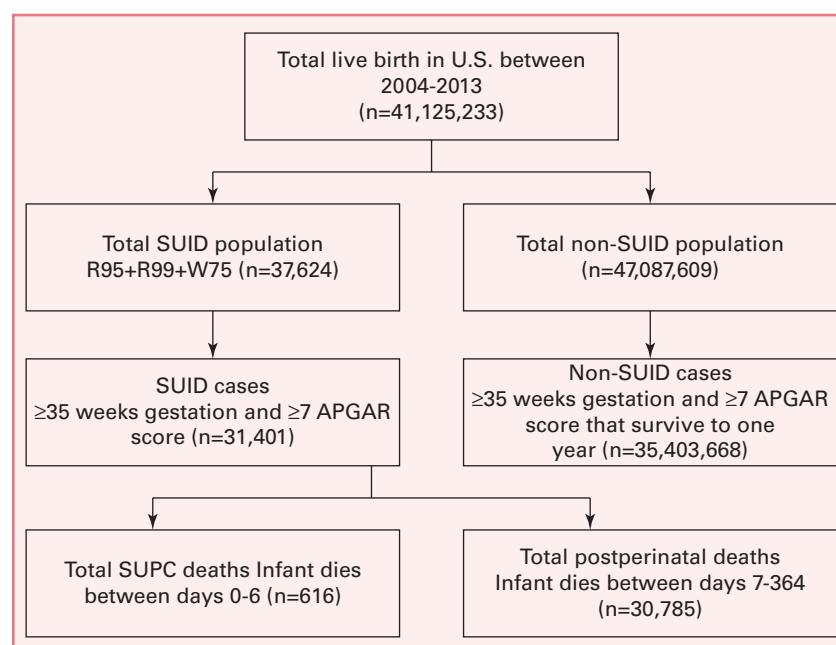 Total live birth in U.S. between
2004-2013
(n=41,125,233)
Total SUID population
R95+R99+W75 (n=37,624)
Total non-SUID population
(n=47,087,609)
SUID cases
≥35 weeks gestation and ≥7 APGAR
score (n=31,401)
Non-SUID cases
≥35 weeks gestation and ≥7 APGAR
score that survive to one
year (n=35,403,668)
Total SUPC deaths Infant dies
between days 0-6 (n=616)
Total postperinatal deaths
Infant dies between days 7-364
(n=30,785)